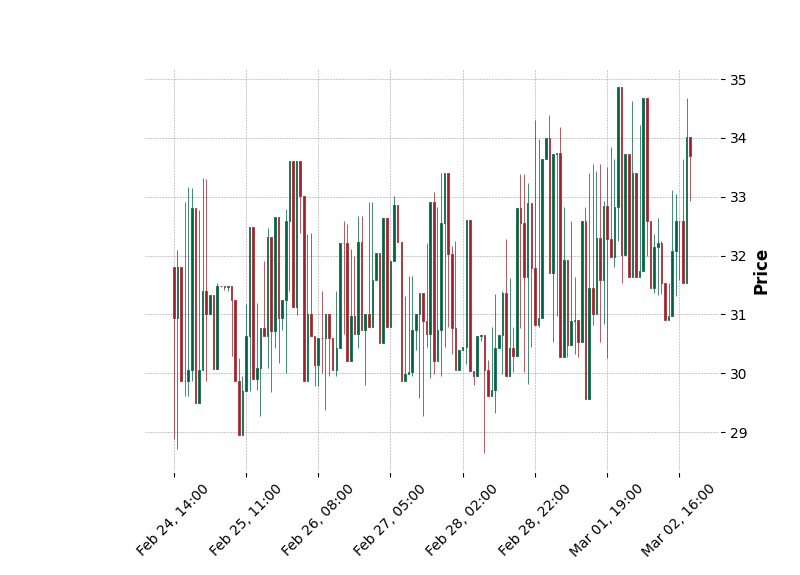 35
34
33
32
31
30
29
Price
Feb 24, 14:00
Feb 25, 11:00
Feb 26, 08:00
Feb 27, 05:00
Feb 28, 02:00
Feb 28, 22:00
Mar 01, 19:00
Mar 02, 16:00